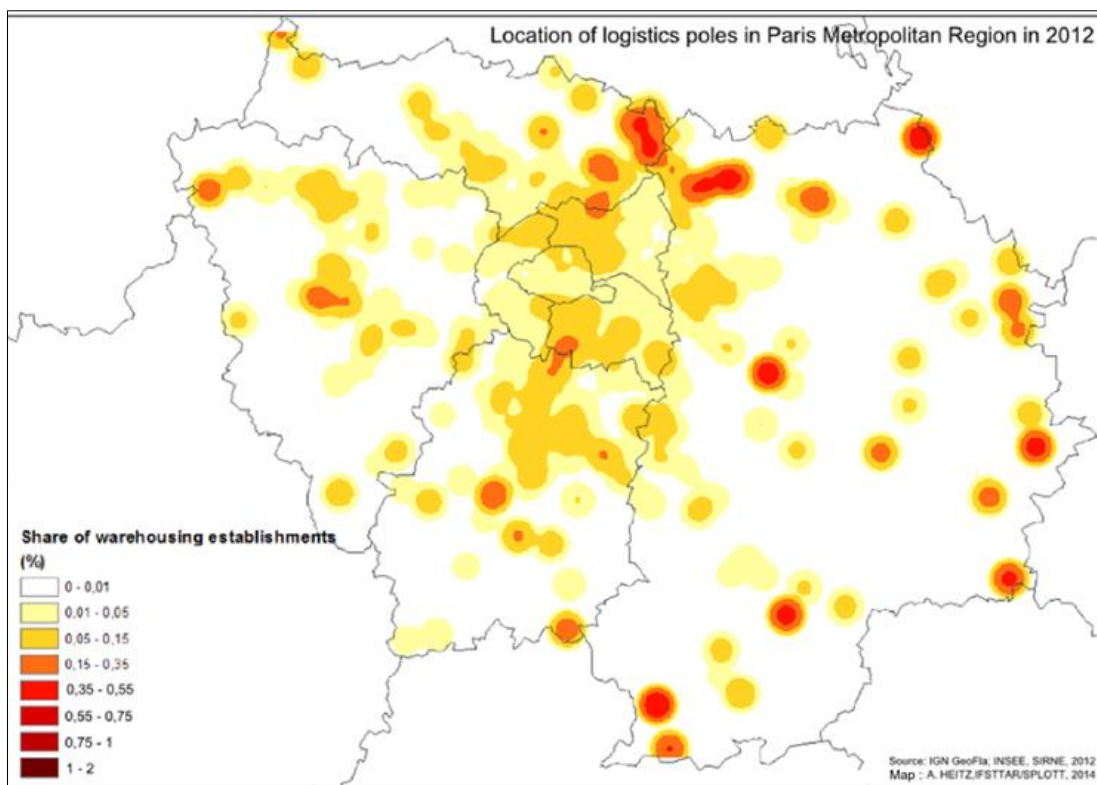 Location of logistics poles in Paris Metropolitan Region in 2012
Share of warehousing establishments
(%)
0 - 0,01
0,01 - 0,05
0,05 - 0,15
0,15 - 0,35
0,35 - 0,55
0,55 - 0,75
0,75 - 1
1 - 2
Source: IGN GeoFla; INSEE, SIRNE, 2012
Map : A. HEITZ,IFSTTAR/SPLOTT, 2014